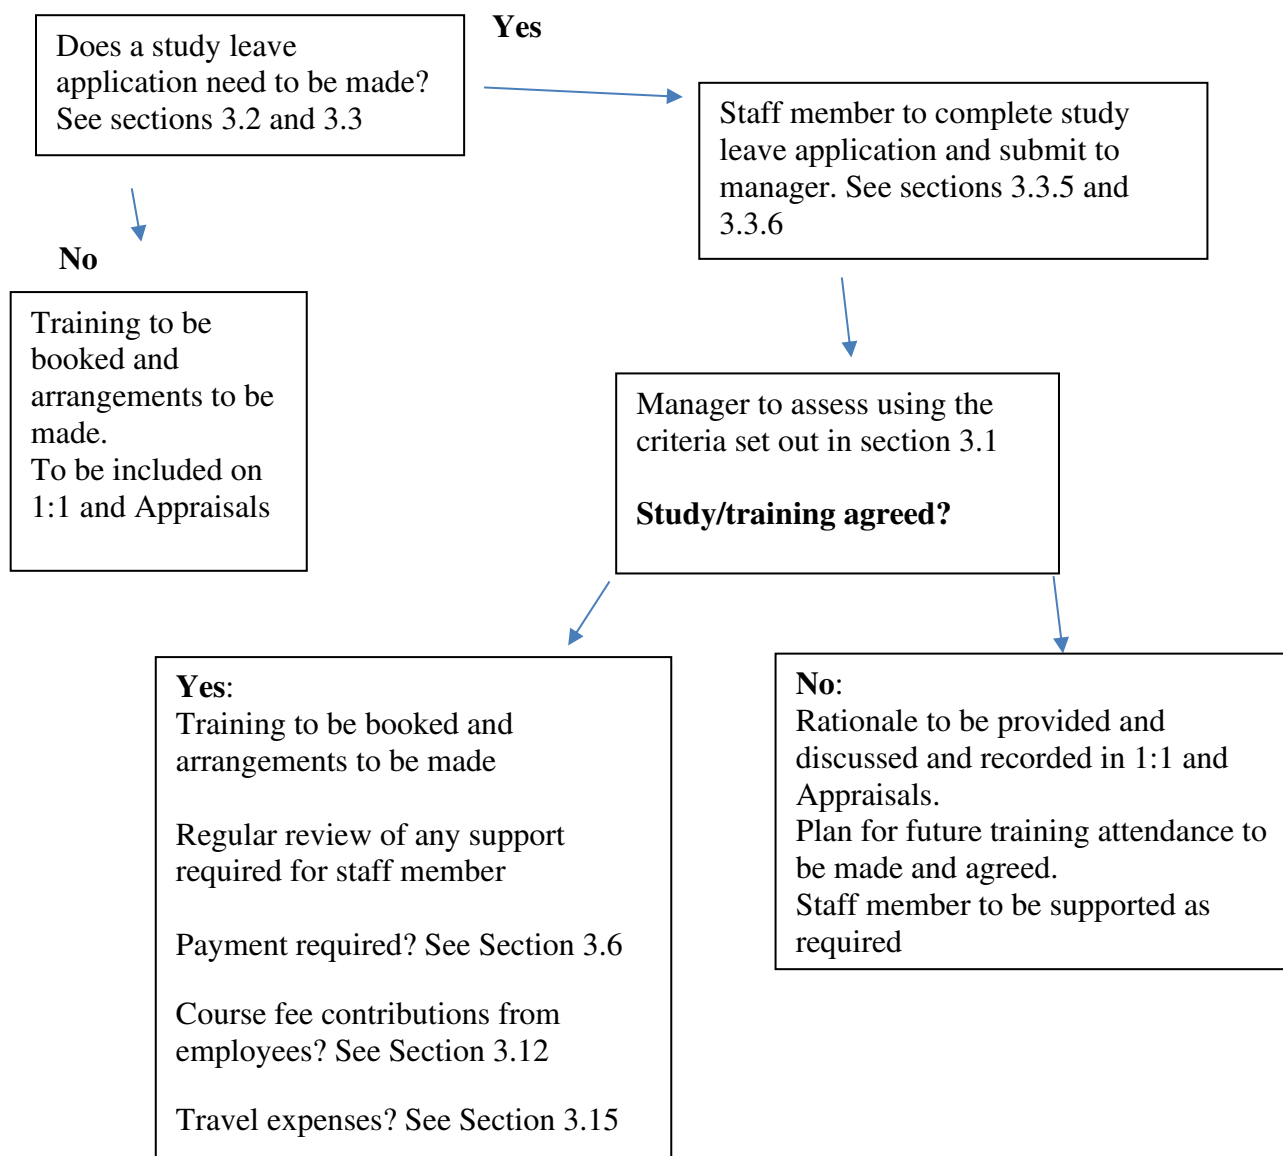 Does a study leave
application need to be made?
See sections 3.2 and 3.3
Yes
Staff member to complete study
leave application and submit to
manager. See sections 3.3.5 and
3.3.6
No
Training to be
booked and
arrangements to be
made.
To be included on
1:1 and Appraisals
Manager to assess using the
criteria set out in section 3.1
Study/training agreed?
Yes:
Training to be booked and
arrangements to be made
Regular review of any support
required for staff member
Payment required? See Section 3.6
Course fee contributions from
employees? See Section 3.12
Travel expenses? See Section 3.15
No:
Rationale to be provided and
discussed and recorded in 1:1 and
Appraisals.
Plan for future training attendance to
be made and agreed.
Staff member to be supported as
required